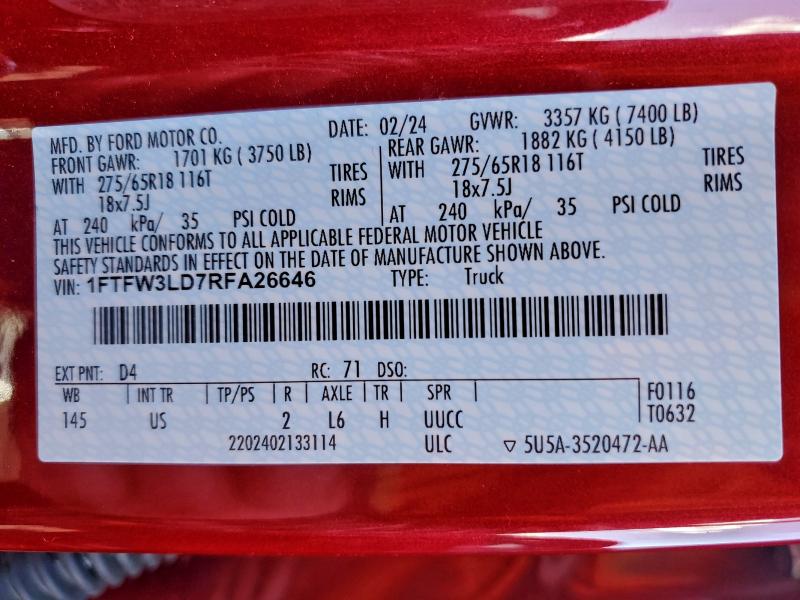 MFD. BY FORD MOTOR CO. DATE: 02/24 GVWR: 3357 KG ( 7400 LB)
FRONT GAWR: 1701 KG ( 3750 LB) REAR GAWR: 1882 KG ( 4150 LB)
WITH 275/65R18 116T TIRES WITH 275/65R18 116T TIRES
18x7.5J RIMS 18x7.5J RIMS
AT 240 kPa/ 35 PSI COLD AT 240 kPa/ 35 PSI COLD
THIS VEHICLE CONFORMS TO ALL APPLICABLE FEDERAL MOTOR VEHICLE
SAFETY STANDARDS IN EFFECT ON THE DATE OF MANUFACTURE SHOWN ABOVE.
VIN: 1FTFW3LD7RFA26646 TYPE: Truck
EXT PNT: D4 RC: 71 DSO:
WB INT TR TP/PS R AXLE TR SPR F0116
145 US 2 L6 H UUCC T0632
2202402133114 ULC 5U5A-3520472-AA